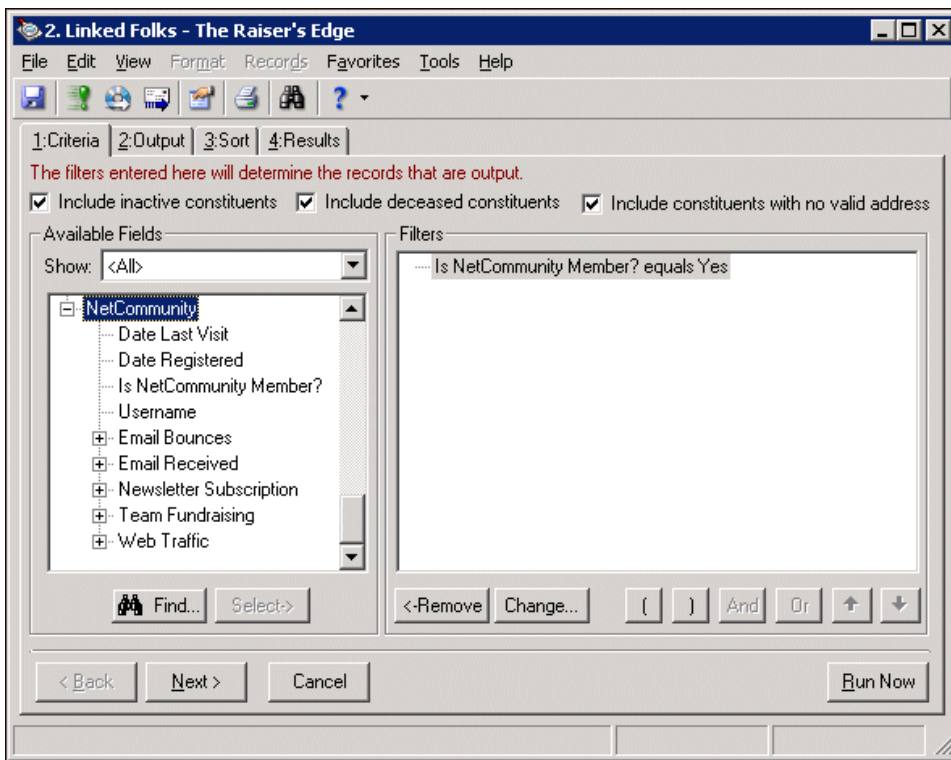 2. Linked Folks - The Raiser's Edge
File Edit View Format Records Favorites Tools Help
?
1:Criteria 2:Output 3:Sort 4:Results
The filters entered here will determine the records that are output.
Include inactive constituents Include deceased constituents Include constituents with no valid address
Available Fields
Show: <All>
NetCommunity
Date Last Visit
Date Registered
Is NetCommunity Member?
Username
Email Bounces
Email Received
Newsletter Subscription
Team Fundraising
Web Traffic
Find... Select->
Filters
Is NetCommunity Member? equals Yes
<-Remove Change... ( ) And Or
< Back Next > Cancel Run Now